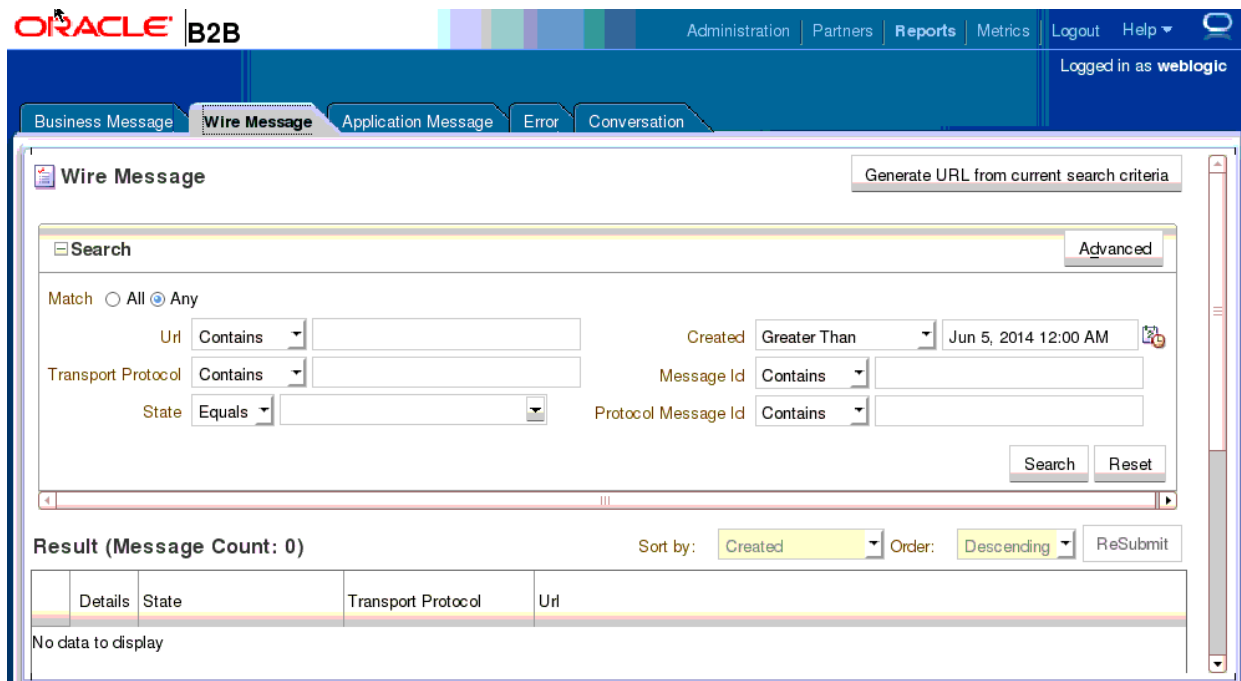 ORACLE B2B
Administration Partners Reports Metrics Logout Help
Logged in as weblogic
Business Message Wire Message Application Message Error Conversation
Wire Message
Generate URL from current search criteria
Search
Advanced
Match All Any
Url Contains
Created Greater Than Jun 5, 2014 12:00 AM
Transport Protocol Contains
Message Id Contains
State Equals
Protocol Message Id Contains
Search Reset
Result (Message Count: 0)
Sort by: Created Order: Descending ReSubmit
Details State Transport Protocol Url
No data to display